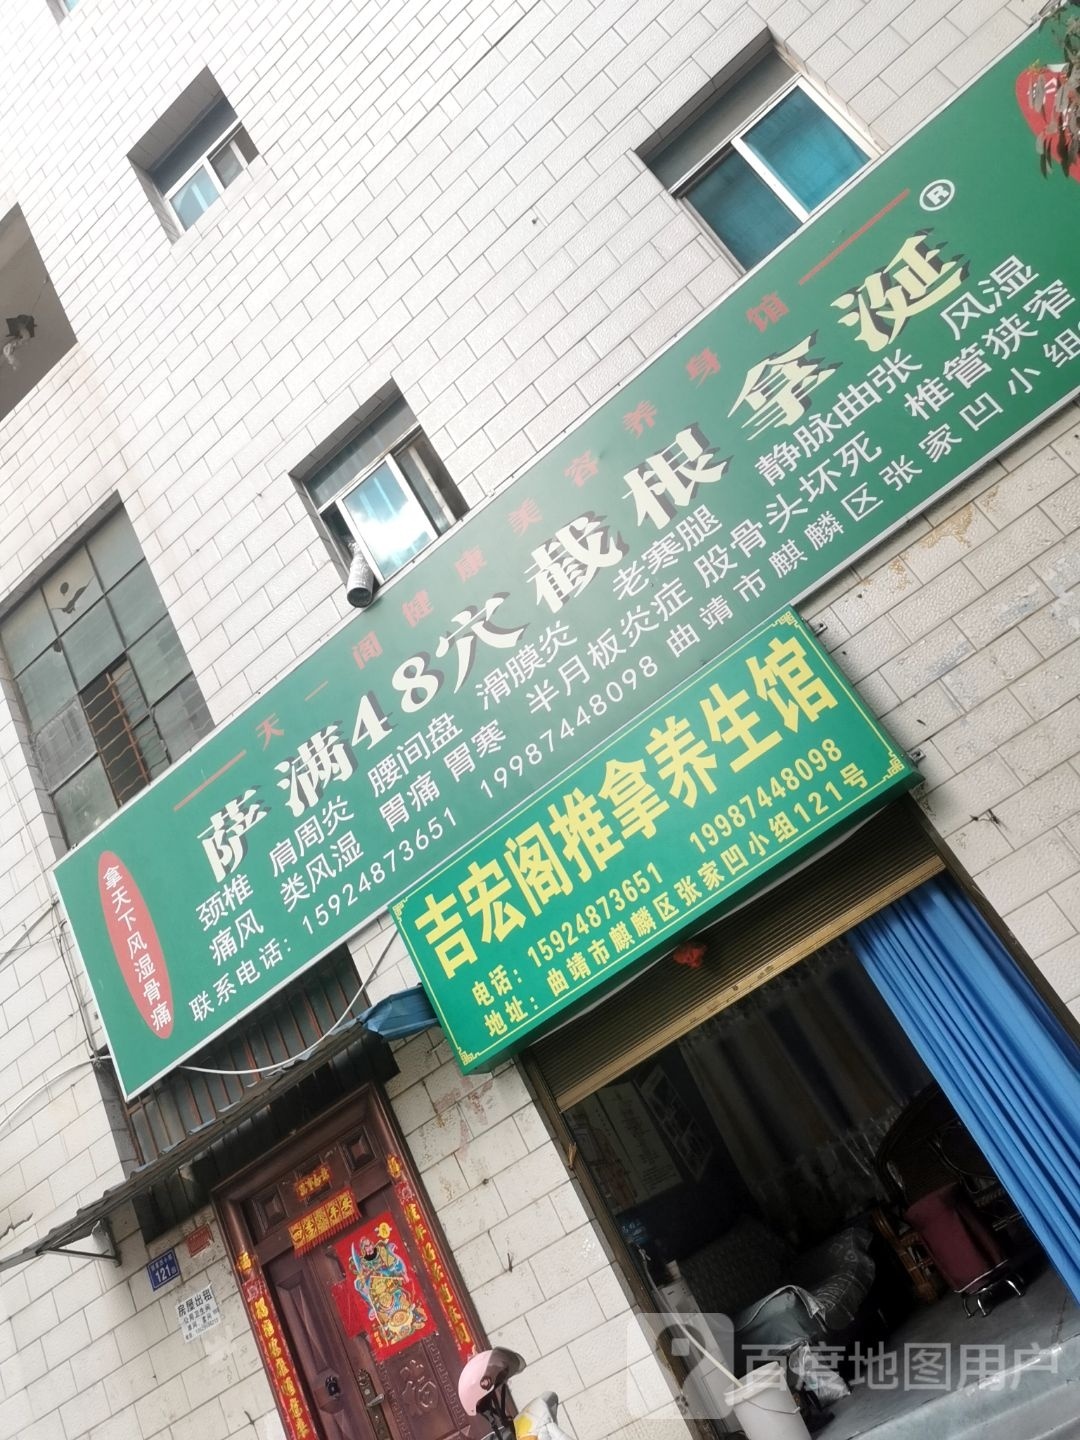 天一阁健康美容养身馆
萨满48穴截根拿涎®
颈椎 肩周炎 腰间盘 滑膜炎 老寒腿 静脉曲张 风湿
痛风 类风湿 胃痛 胃寒 半月板炎症 股骨头坏死 椎管狭窄
联系电话：15924873651 19987448098 曲靖市麒麟区张家凹小组
拿天下风湿骨痛
吉宏阁推拿养生馆
电话：15924873651 19987448098
地址：曲靖市麒麟区张家凹小组121号
121
房屋出租
百度地图用户